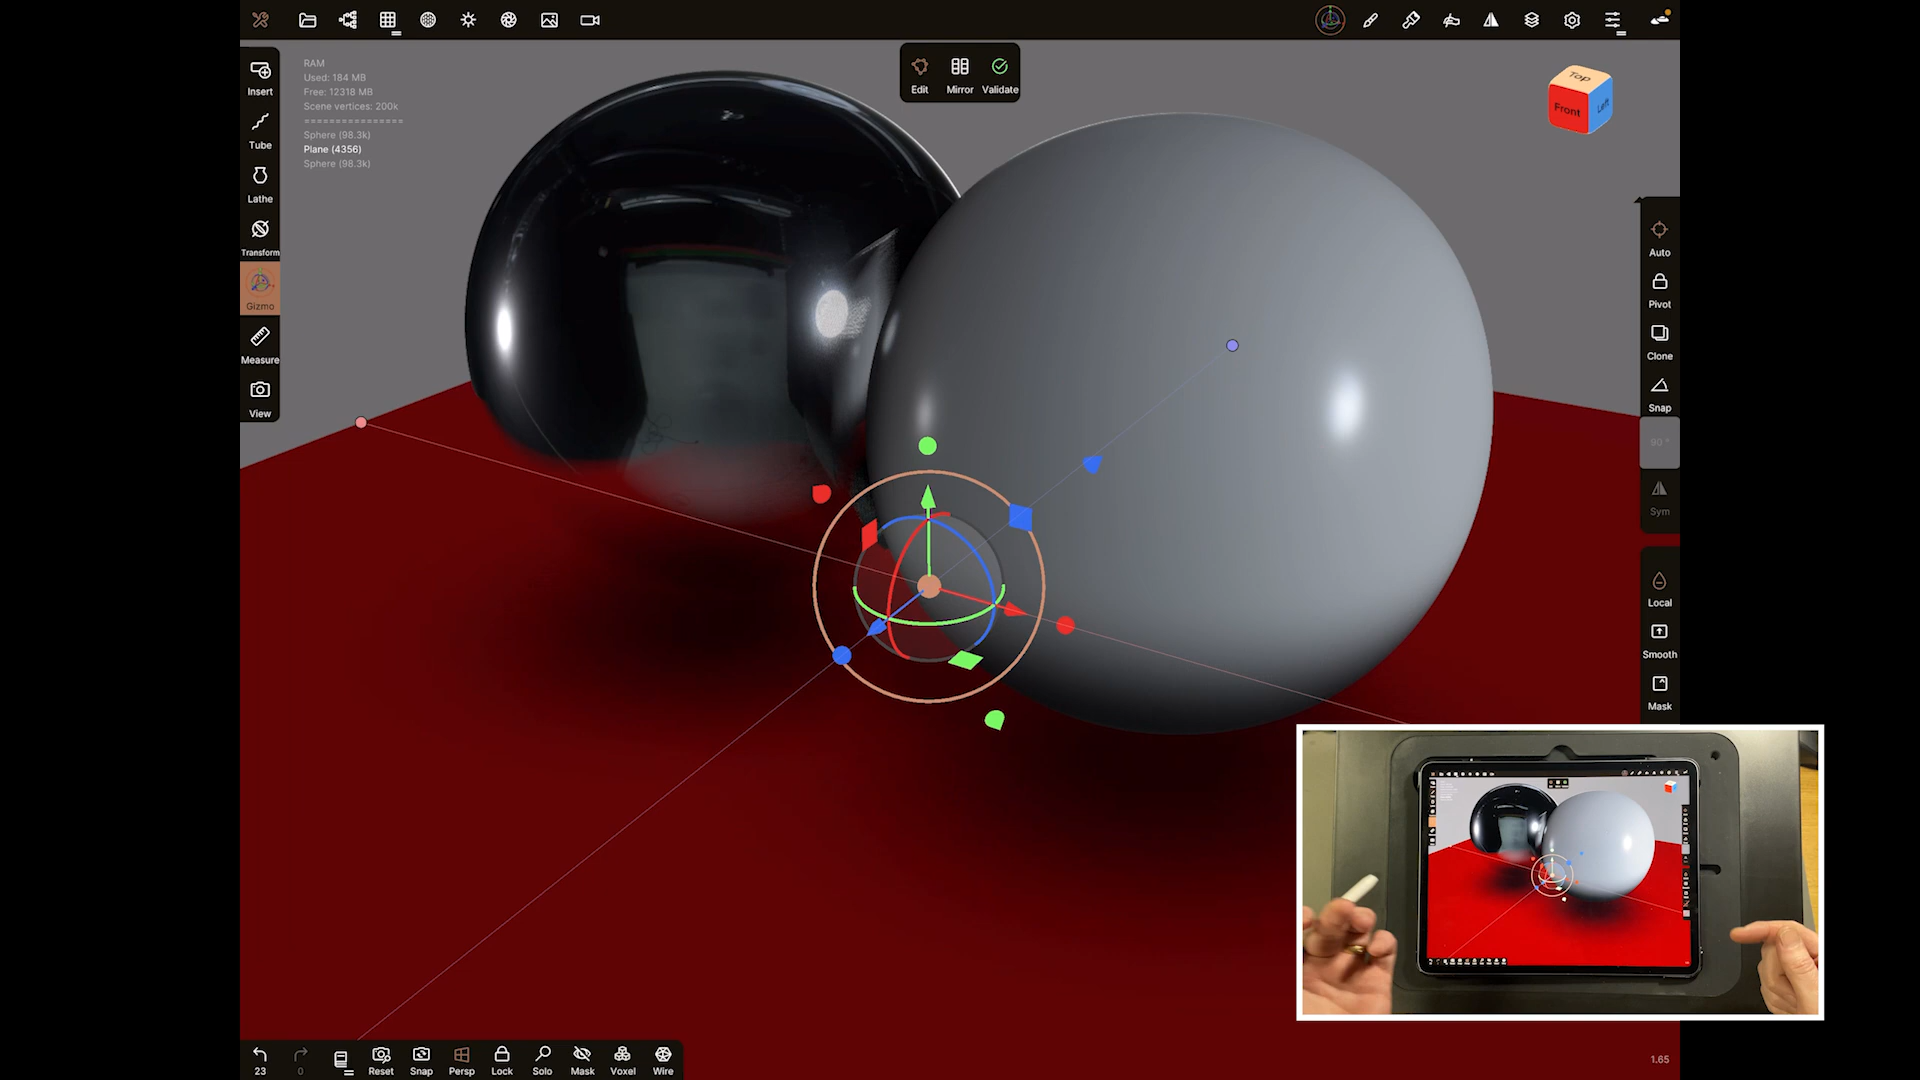 RAM
Used: 184 MB
Free: 12318 MB
Scene vertices: 200k
================
Sphere (98.3k)
Plane (4356)
Sphere (98.3k)
Insert
Tube
Lathe
Transform
Gizmo
Measure
View
Edit Mirror Validate
Top
Front
Left
Auto
Pivot
Clone
Snap
90 °
Sym
Local
Smooth
Mask
23 0 Reset Snap Persp Lock Solo Mask Voxel Wire
1.65